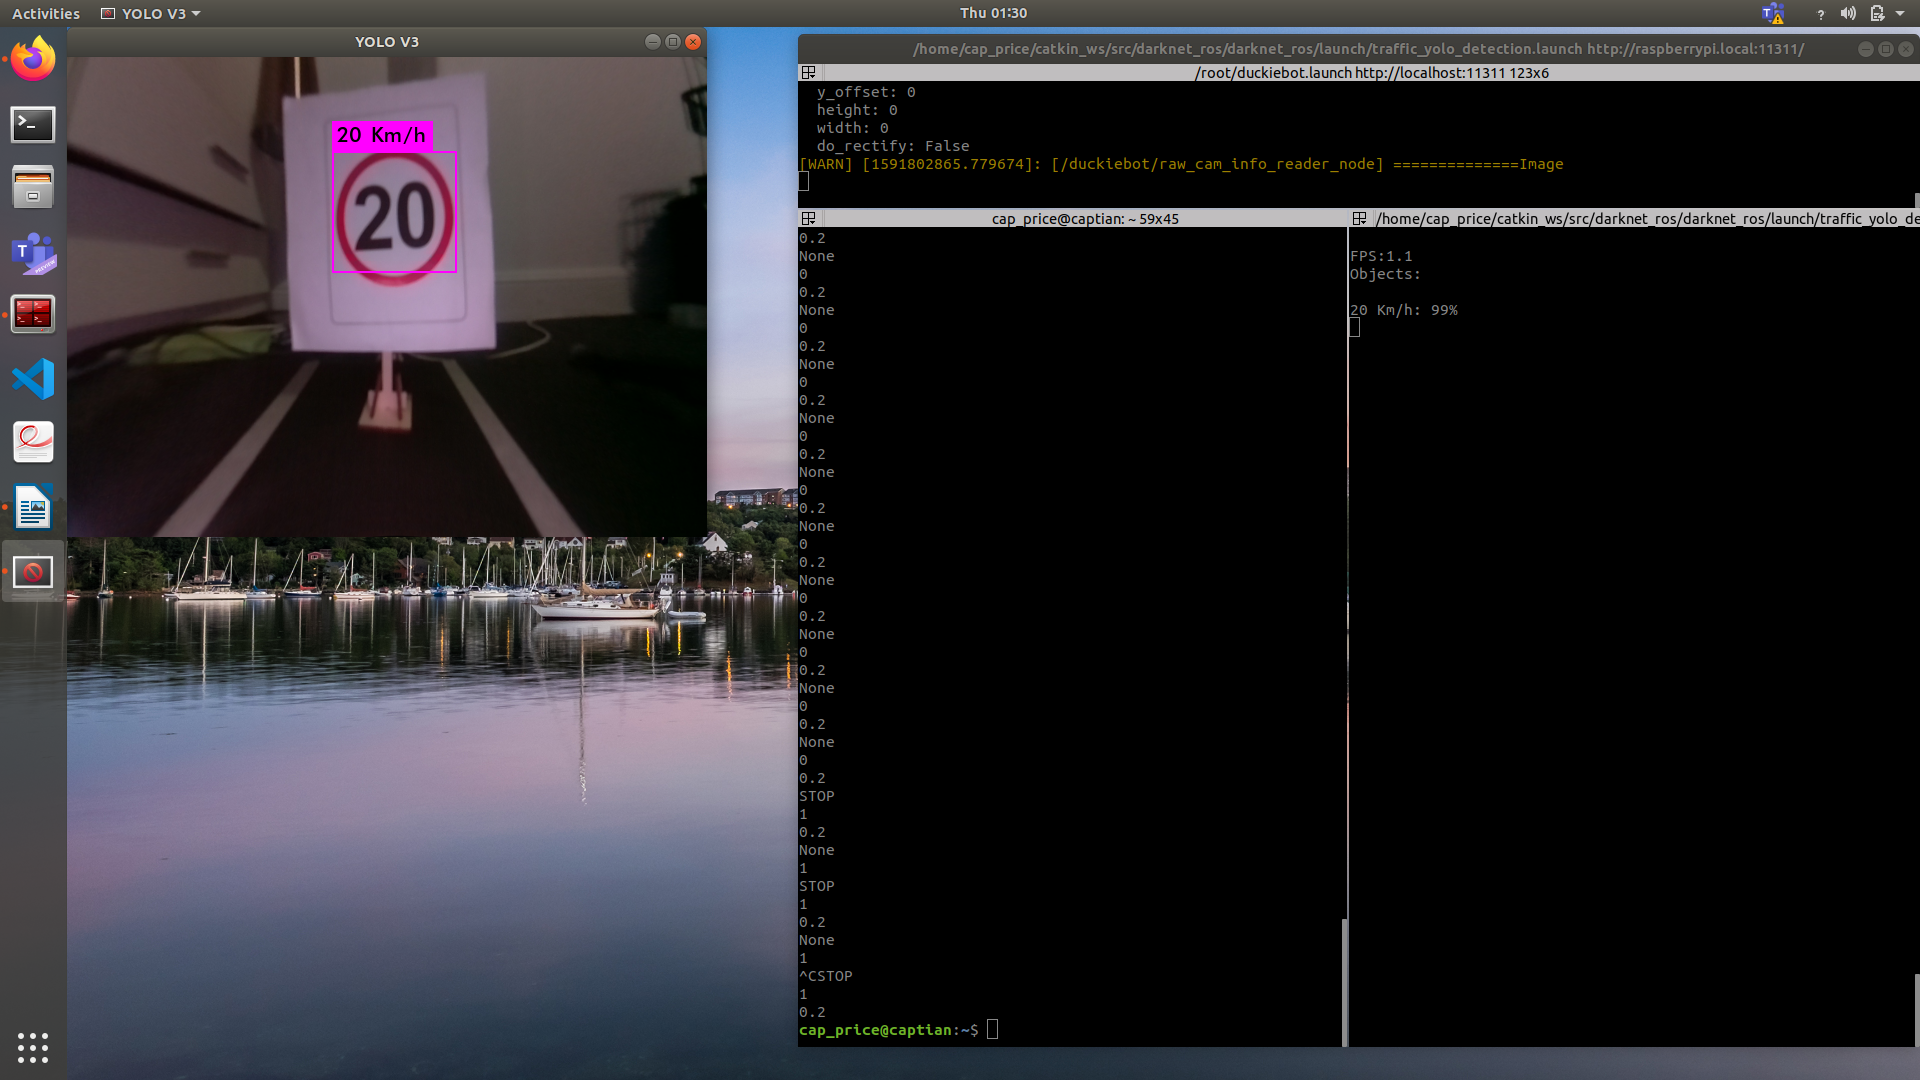 Activities
YOLO V3
Thu 01:30
YOLO V3
20 Km/h
20
T
PREVIEW
/home/cap_price/catkin_ws/src/darknet_ros/darknet_ros/launch/traffic_yolo_detection.launch http://raspberrypi.local:11311/
/root/duckiebot.launch http://localhost:11311 123x6
y_offset: 0
height: 0
width: 0
do_rectify: False
[WARN] [1591802865.779674]: [/duckiebot/raw_cam_info_reader_node] ==============Image
cap_price@captian: ~ 59x45
0.2
None
0
0.2
None
0
0.2
None
0
0.2
None
0
0.2
None
0
0.2
None
0
0.2
None
0
0.2
None
0
0.2
None
0
0.2
None
0
0.2
STOP
1
0.2
None
1
STOP
1
0.2
None
1
^CSTOP
1
0.2
cap_price@captian:~$
/home/cap_price/catkin_ws/src/darknet_ros/darknet_ros/launch/traffic_yolo_de
FPS:1.1
Objects:
20 Km/h: 99%